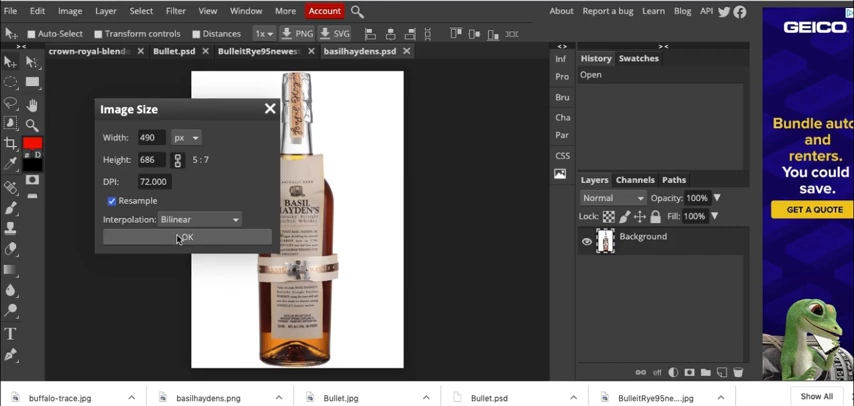 File Edit Image Layer Select Filter View Window More Account About Report a bug Learn Blog API
Auto-Select Transform controls Distances 1x PNG SVG
crown-royal-blend Bullet.psd BulleitRye95newes basilhaydens.psd
Image Size
Width: 490 px
Height: 686 5 : 7
DPI: 72.000
Resample
Interpolation: Bilinear
OK
BASIL
HAYDEN'S
Inf
Pro
Bru
Cha
Par
CSS
History Swatches
Open
Layers Channels Paths
Normal Opacity: 100%
Lock: Fill: 100%
Background
off
GEICO
Bundle auto
and
renters.
You could
save.
GET A QUOTE
a D
T
buffalo-trace.jpg basilhaydens.png Bullet.jpg Bullet.psd BulleitRye95ne....jpg Show All